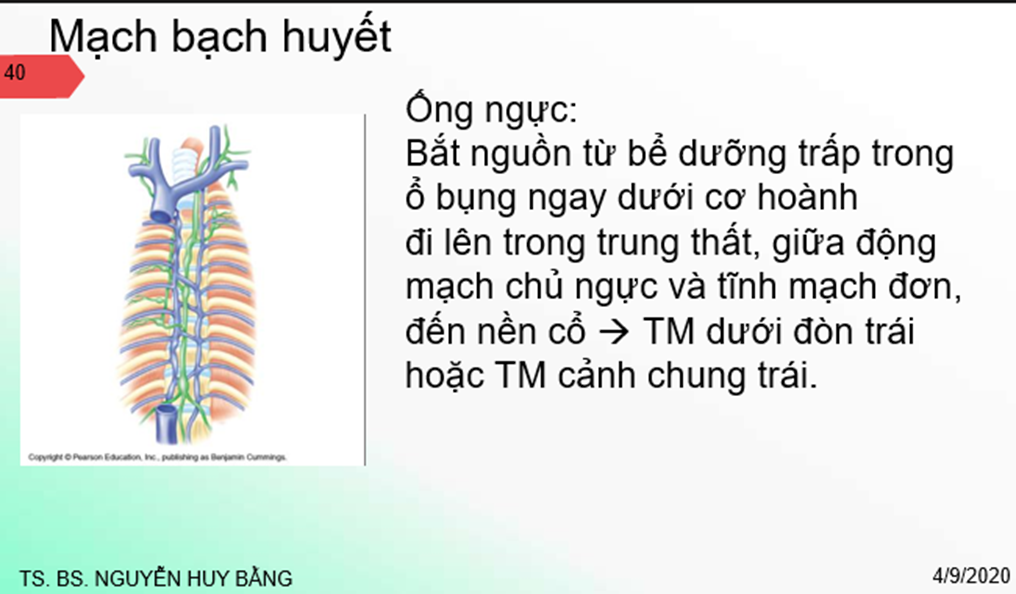 Mạch bạch huyết
40
Ống ngực:
Bắt nguồn từ bể dưỡng trấp trong
ổ bụng ngay dưới cơ hoành
đi lên trong trung thất, giữa động
mạch chủ ngực và tĩnh mạch đơn,
đến nền cổ → TM dưới đòn trái
hoặc TM cảnh chung trái.
Copyright © Pearson Education, Inc., publishing as Benjamin Cummings.
TS. BS. NGUYỄN HUY BẰNG
4/9/2020